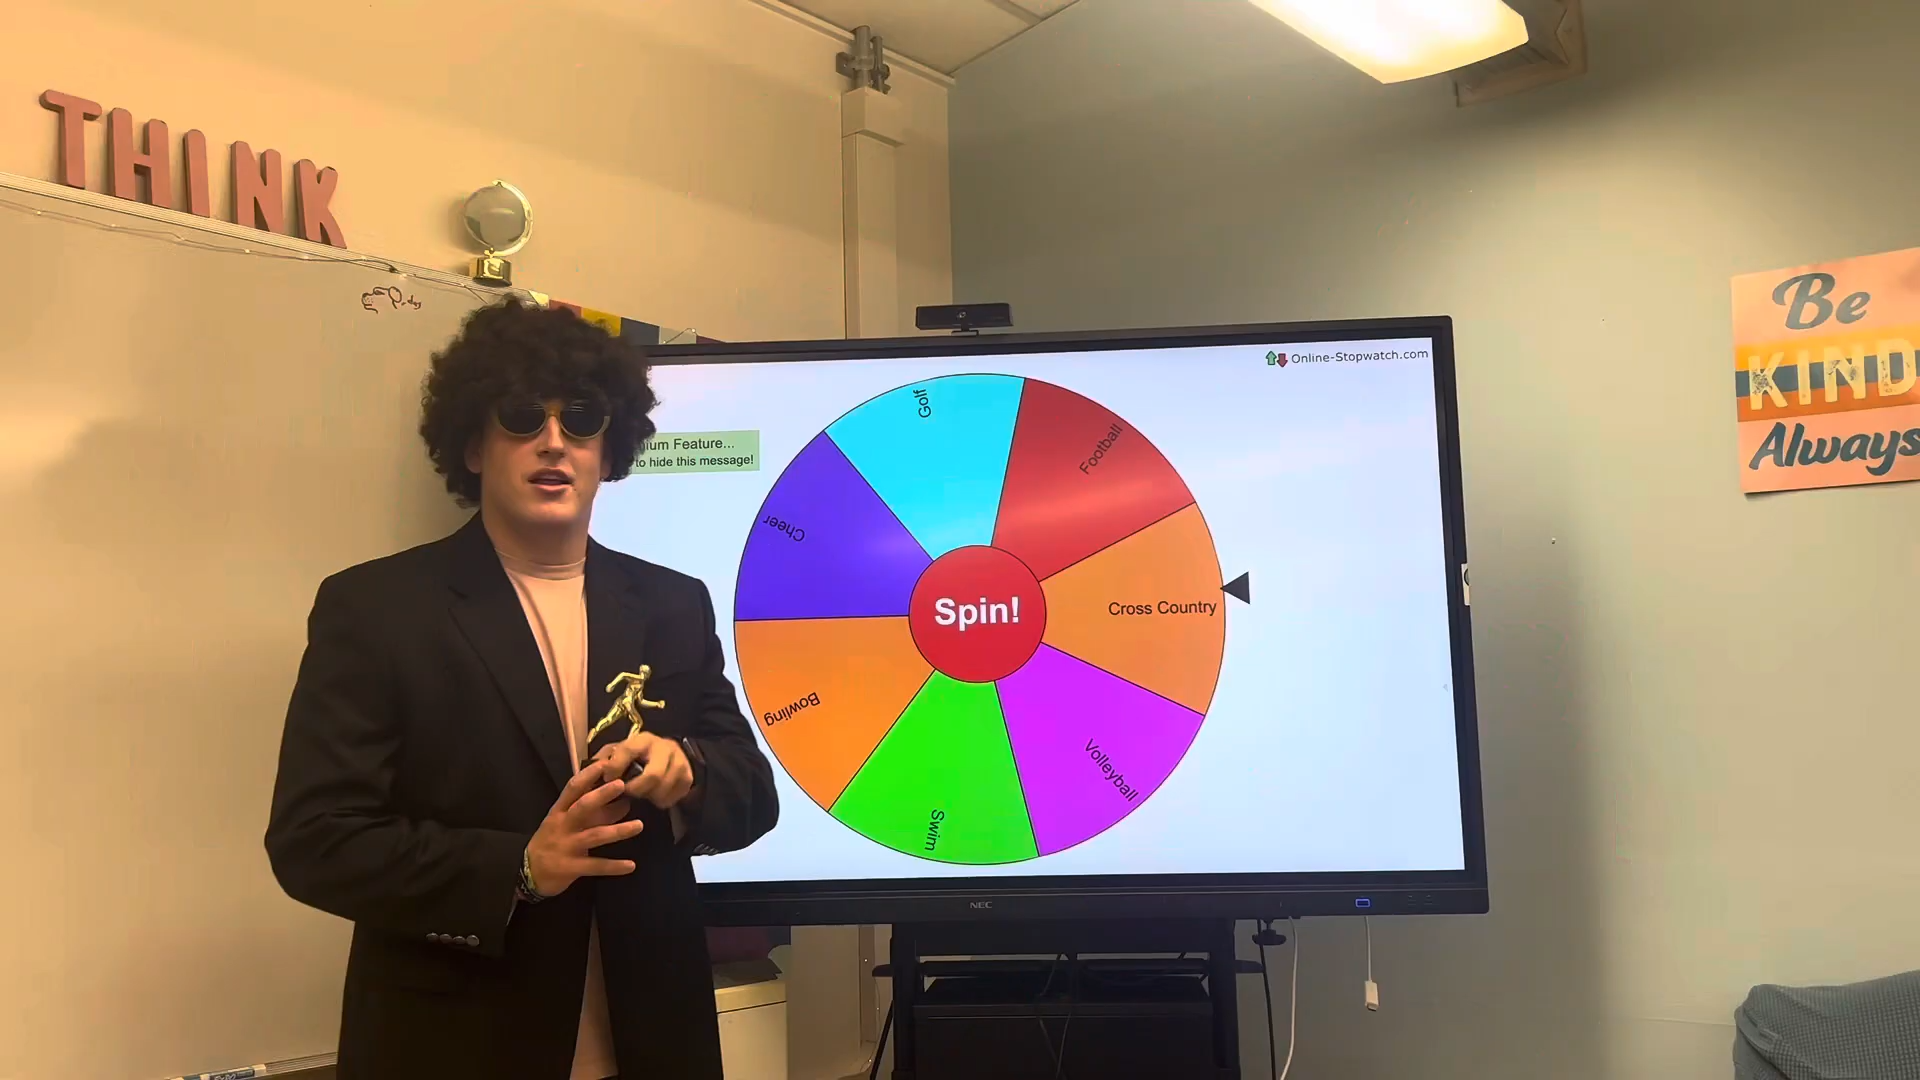 THINK
Be
KIND
Always
Online-Stopwatch.com
ium Feature...
to hide this message!
Golf
Football
Cheer
Cross Country
Spin!
Bowling
Volleyball
Swim
NEC